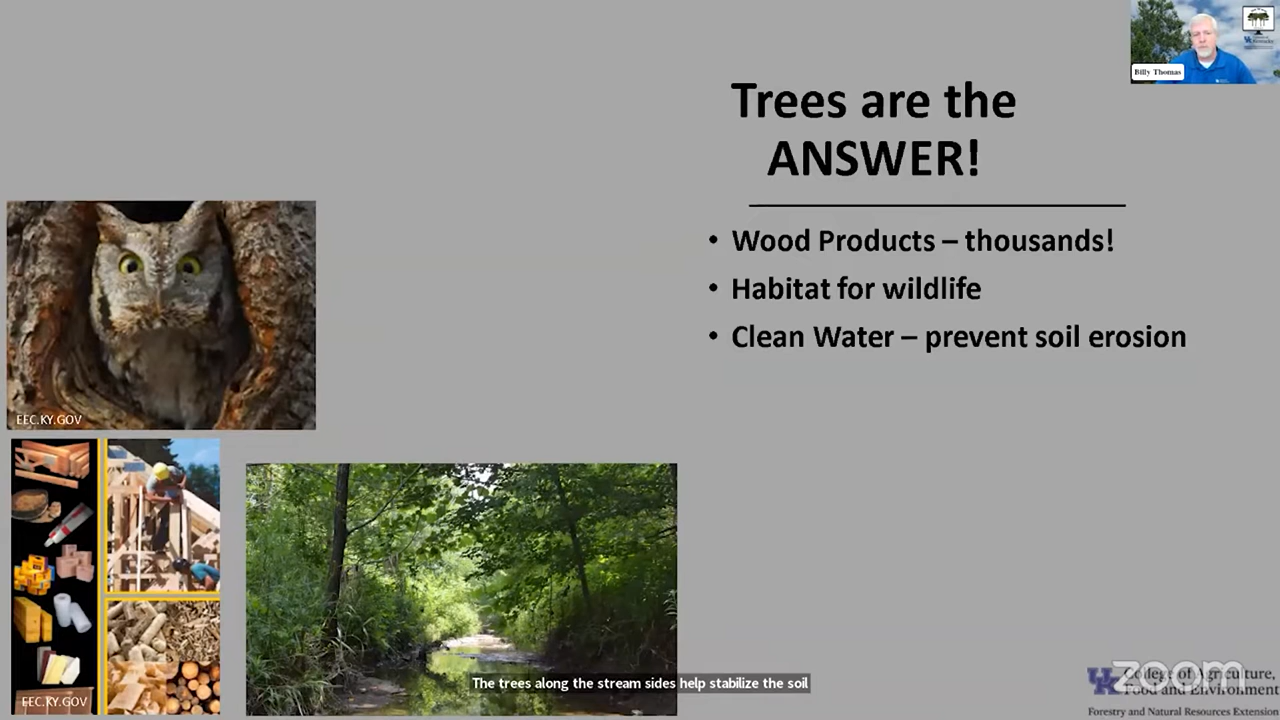 Billy Thomas
Trees are the
ANSWER!
• Wood Products – thousands!
• Habitat for wildlife
• Clean Water – prevent soil erosion
EEC.KY.GOV
EEC.KY.GOV
The trees along the stream sides help stabilize the soil
zoom
UK College of Agriculture,
Food and Environment
Forestry and Natural Resources Extension